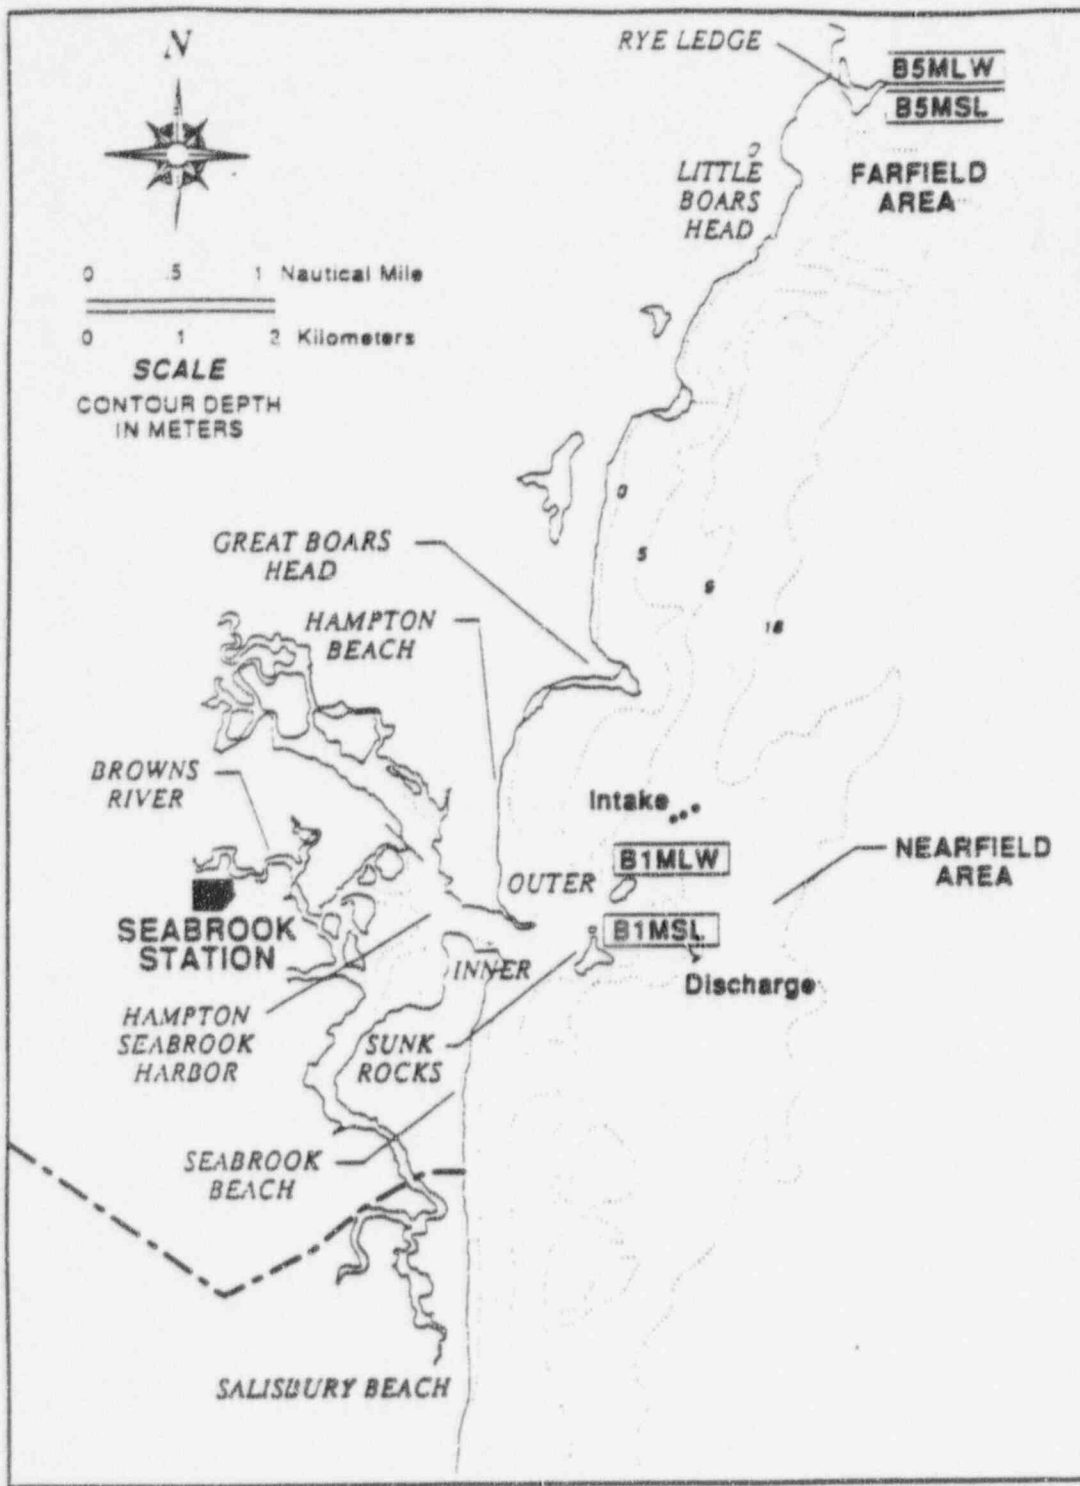 N
RYE LEDGE
B5MLW
B5MSL
LITTLE
BOARS
HEAD
FARFIELD
AREA
0 .5 1 Nautical Mile
0 1 2 Kilometers
SCALE
CONTOUR DEPTH
IN METERS
0
5
9
18
GREAT BOARS
HEAD
HAMPTON
BEACH
BROWNS
RIVER
Intake
B1MLW
NEARFIELD
AREA
OUTER
SEABROOK
STATION
B1MSL
INNER
Discharge
HAMPTON
SEABROOK
HARBOR
SUNK
ROCKS
SEABROOK
BEACH
SALISBURY BEACH